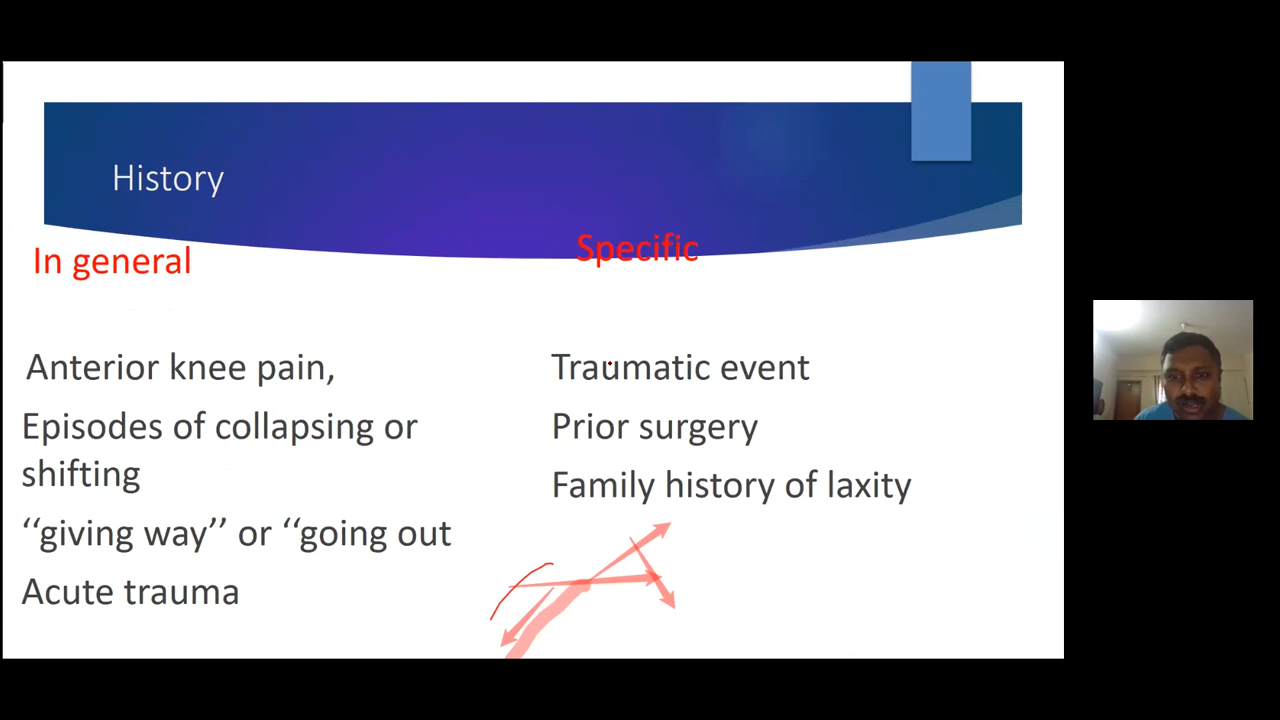 History
In general
Anterior knee pain,
Episodes of collapsing or
shifting
‘‘giving way’’ or ‘‘going out
Acute trauma
Specific
Traumatic event
Prior surgery
Family history of laxity